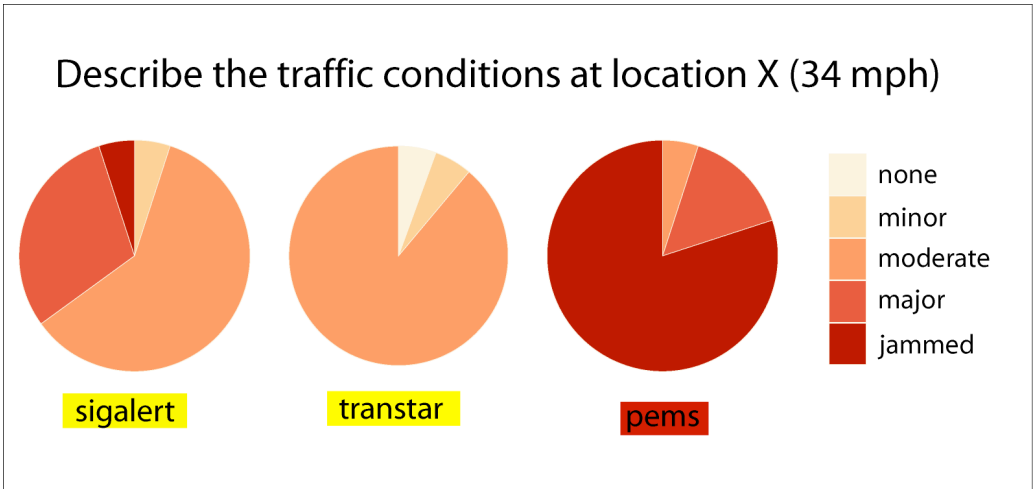 Describe the traffic conditions at location X (34 mph)
none
minor
moderate
major
jammed
sigalert
transtar
pems